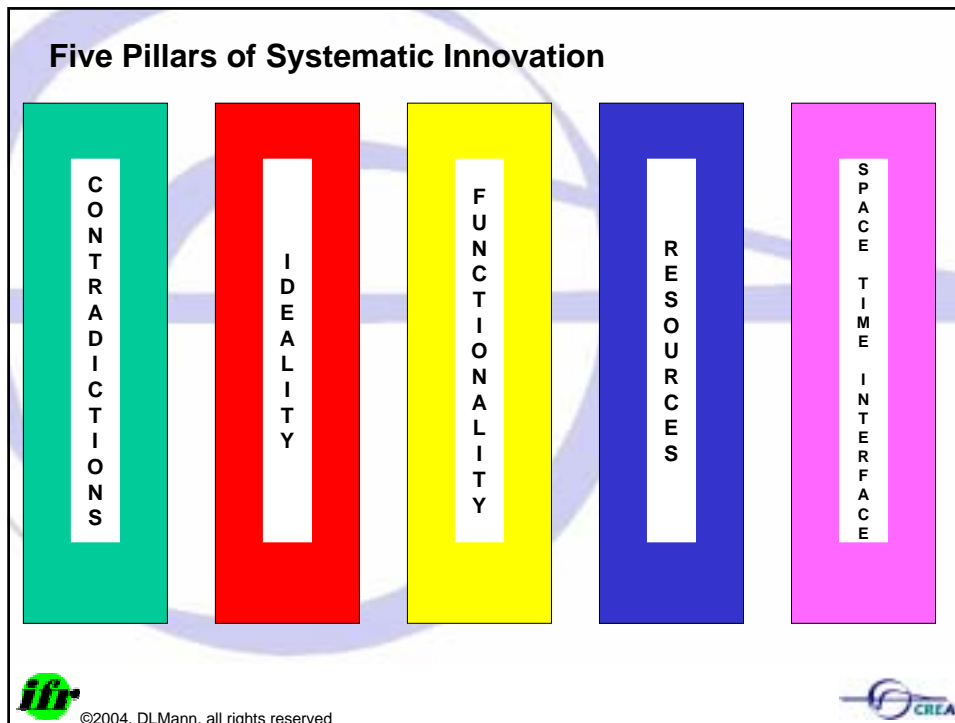 Five Pillars of Systematic Innovation
CONTRADICTIONS
IDEALITY
FUNCTIONALITY
RESOURCES
SPACE TIME INTERFACE
ifr
©2004, DLMann, all rights reserved
CREA